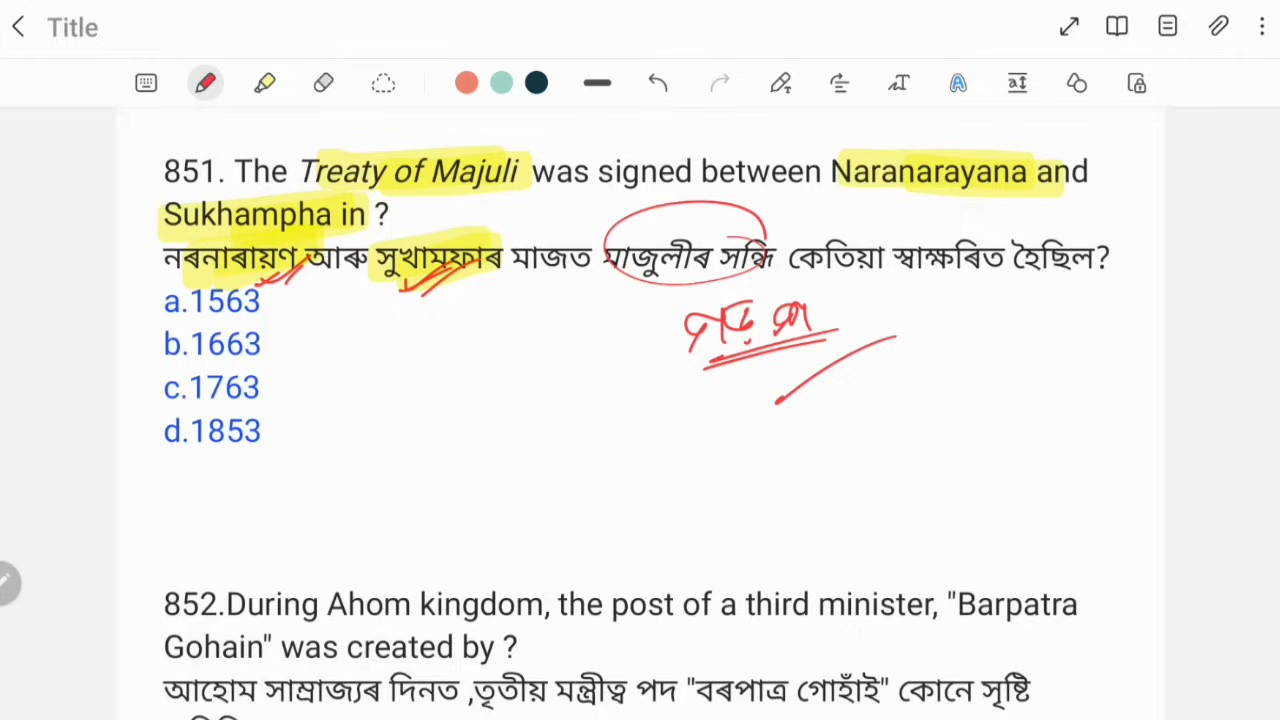 Title
851. The Treaty of Majuli was signed between Naranarayana and
Sukhampha in ?
নৰনাৰায়ণ আৰু সুখামফাৰ মাজত মাজুলীৰ সন্ধি কেতিয়া স্বাক্ষৰিত হৈছিল?
a.1563
b.1663
c.1763
d.1853
852.During Ahom kingdom, the post of a third minister, "Barpatra
Gohain" was created by ?
আহোম সাম্ৰাজ্যৰ দিনত ,তৃতীয় মন্ত্ৰীত্ব পদ "বৰপাত্ৰ গোহাঁই" কোনে সৃষ্টি